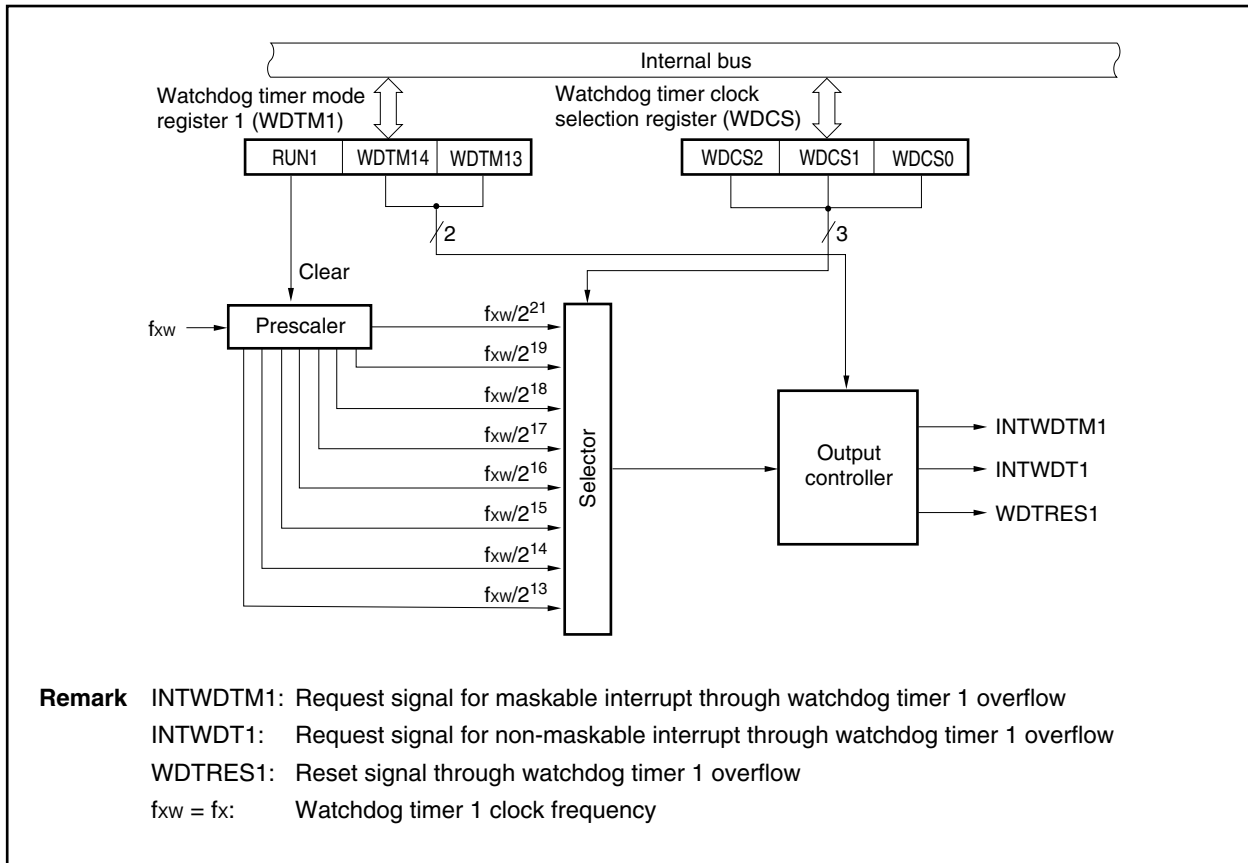 Internal bus
Watchdog timer mode
register 1 (WDTM1)
Watchdog timer clock
selection register (WDCS)
RUN1 WDTM14 WDTM13
WDCS2 WDCS1 WDCS0
2
3
Clear
fxw
Prescaler
fxw/2^21
fxw/2^19
fxw/2^18
fxw/2^17
fxw/2^16
fxw/2^15
fxw/2^14
fxw/2^13
Selector
Output
controller
INTWDTM1
INTWDT1
WDTRES1
Remark INTWDTM1: Request signal for maskable interrupt through watchdog timer 1 overflow
INTWDT1: Request signal for non-maskable interrupt through watchdog timer 1 overflow
WDTRES1: Reset signal through watchdog timer 1 overflow
fxw = fx: Watchdog timer 1 clock frequency